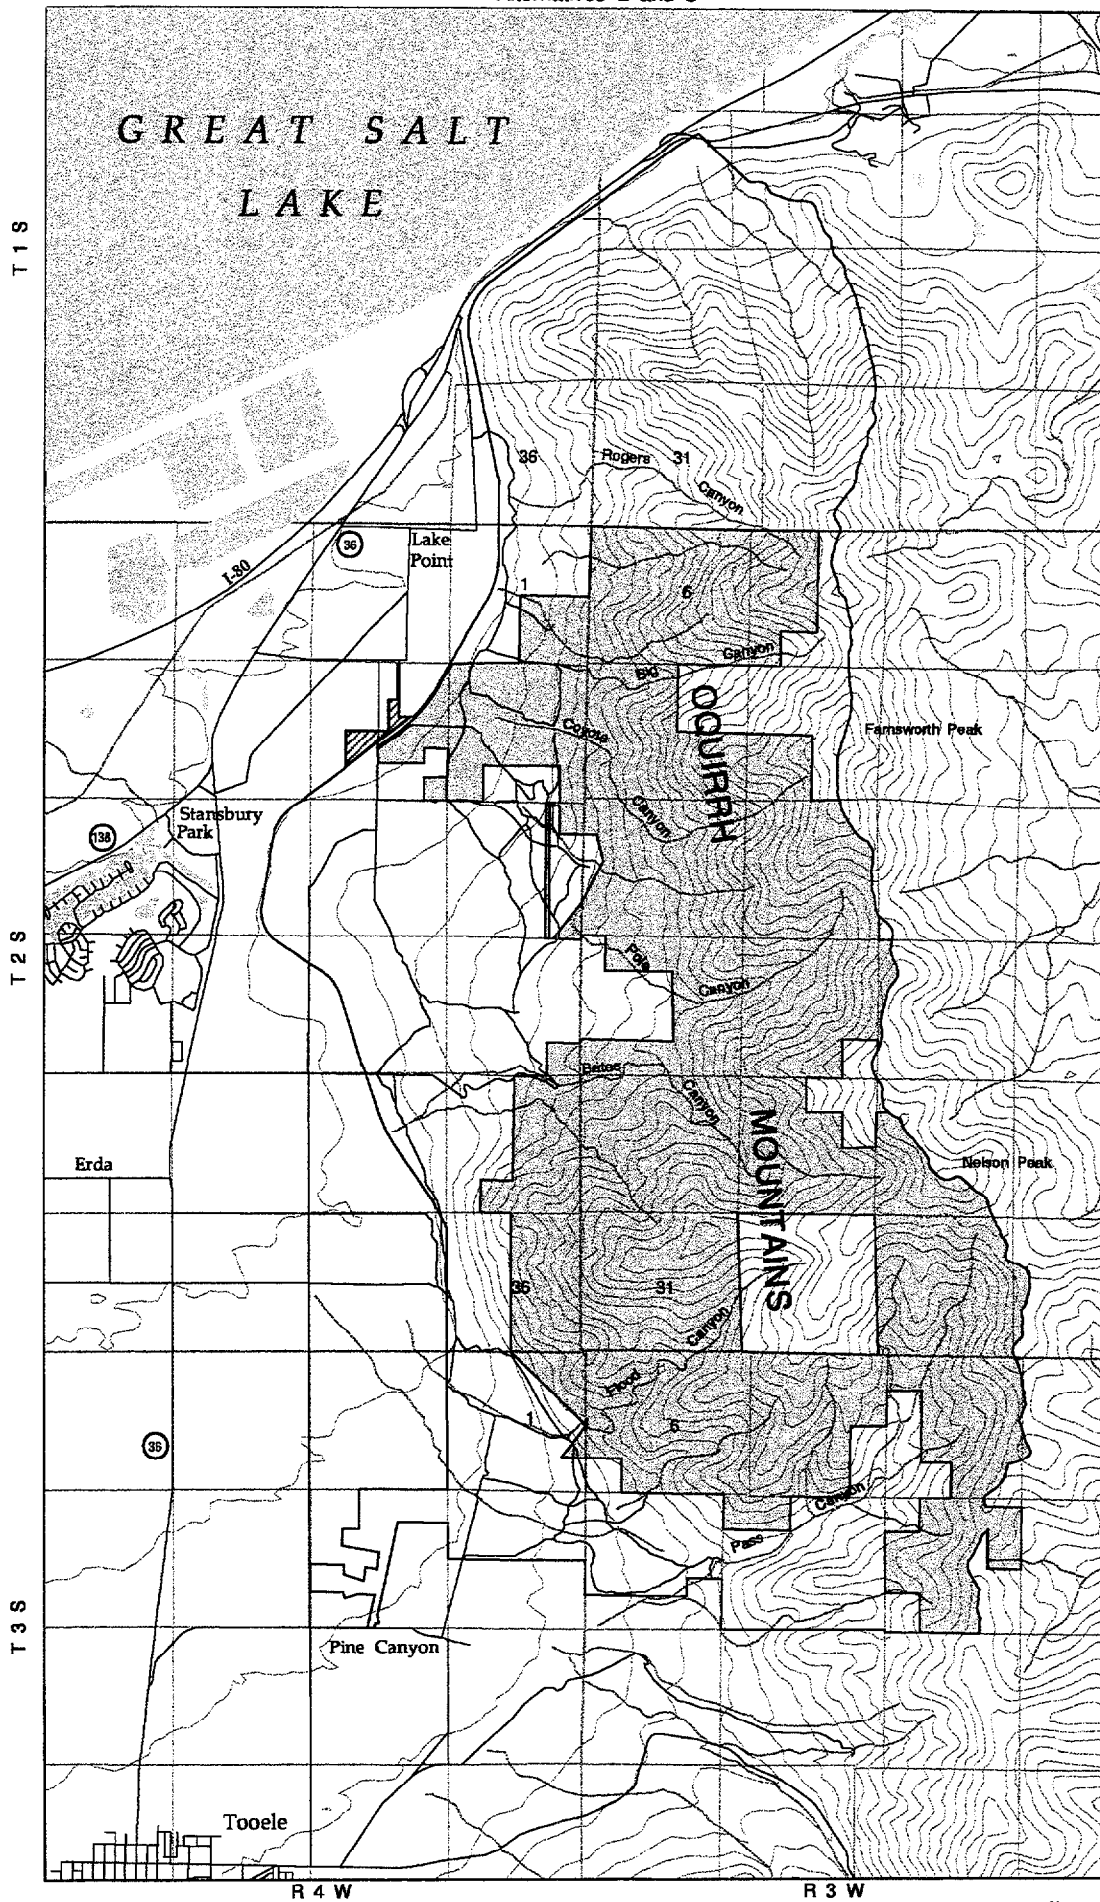 GREAT SALT
LAKE
T 1 S
36
Rogers
31
Canyon
36
Lake
Point
I-80
1
6
Canyon
Big
OQUIRRH
Coyote
Farnsworth Peak
Canyon
Stansbury
Park
138
T 2 S
Pole
Canyon
Bates
Canyon
MOUNTAINS
Erda
Nelson Peak
36
31
Canyon
Flood
1
6
36
Canyon
Pass
T 3 S
Pine Canyon
Tooele
R 4 W
R 3 W